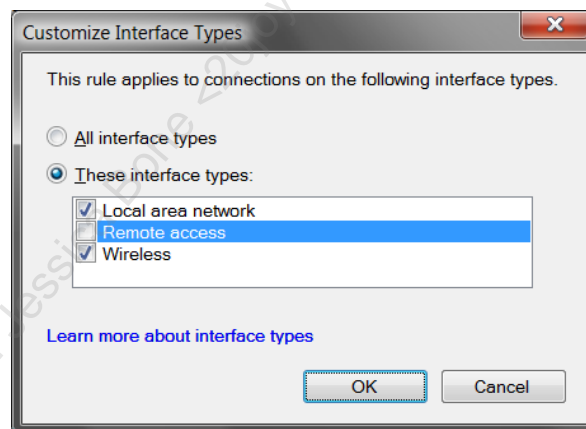 Customize Interface Types
This rule applies to connections on the following interface types.
All interface types
These interface types:
Local area network
Remote access
Wireless
Learn more about interface types
OK
Cancel